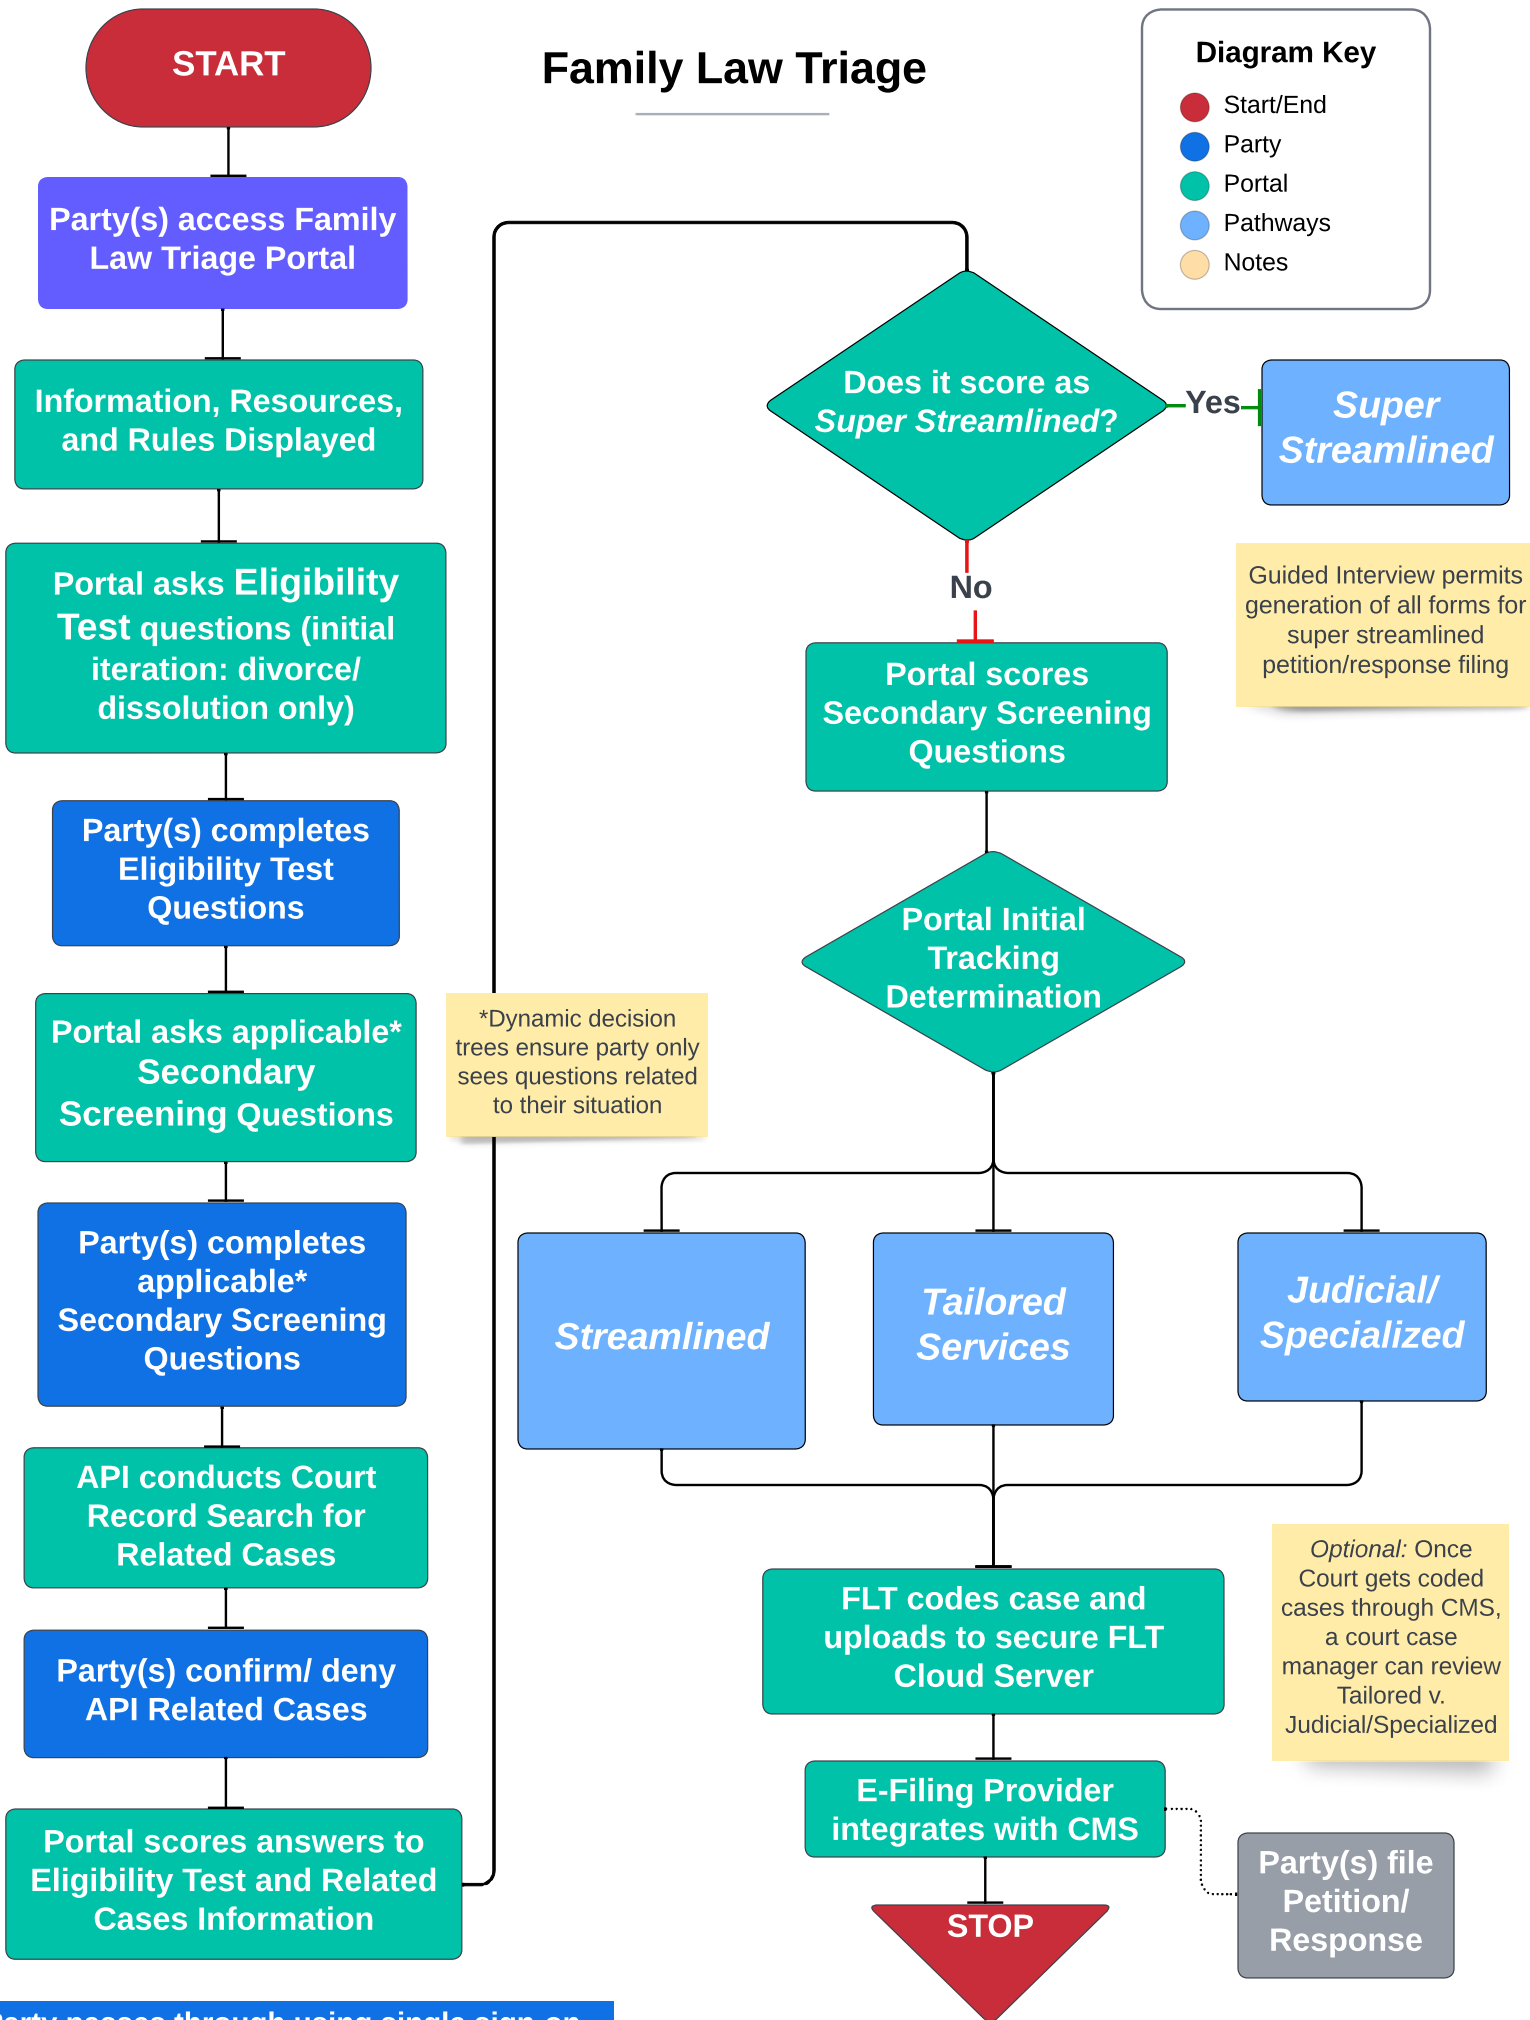 START
Family Law Triage
Diagram Key
Start/End
Party
Portal
Pathways
Notes
Party(s) access Family
Law Triage Portal
Information, Resources,
and Rules Displayed
Portal asks Eligibility
Test questions (initial
iteration: divorce/
dissolution only)
Party(s) completes
Eligibility Test
Questions
Portal asks applicable*
Secondary
Screening Questions
*Dynamic decision
trees ensure party only
sees questions related
to their situation
Party(s) completes
applicable*
Secondary Screening
Questions
API conducts Court
Record Search for
Related Cases
Party(s) confirm/ deny
API Related Cases
Portal scores answers to
Eligibility Test and Related
Cases Information
Does it score as
Super Streamlined?
Yes
Super
Streamlined
Guided Interview permits
generation of all forms for
super streamlined
petition/response filing
No
Portal scores
Secondary Screening
Questions
Portal Initial
Tracking
Determination
Streamlined
Tailored
Services
Judicial/
Specialized
FLT codes case and
uploads to secure FLT
Cloud Server
Optional: Once
Court gets coded
cases through CMS,
a court case
manager can review
Tailored v.
Judicial/Specialized
E-Filing Provider
integrates with CMS
Party(s) file
Petition/
Response
STOP
passes through using single sign-on